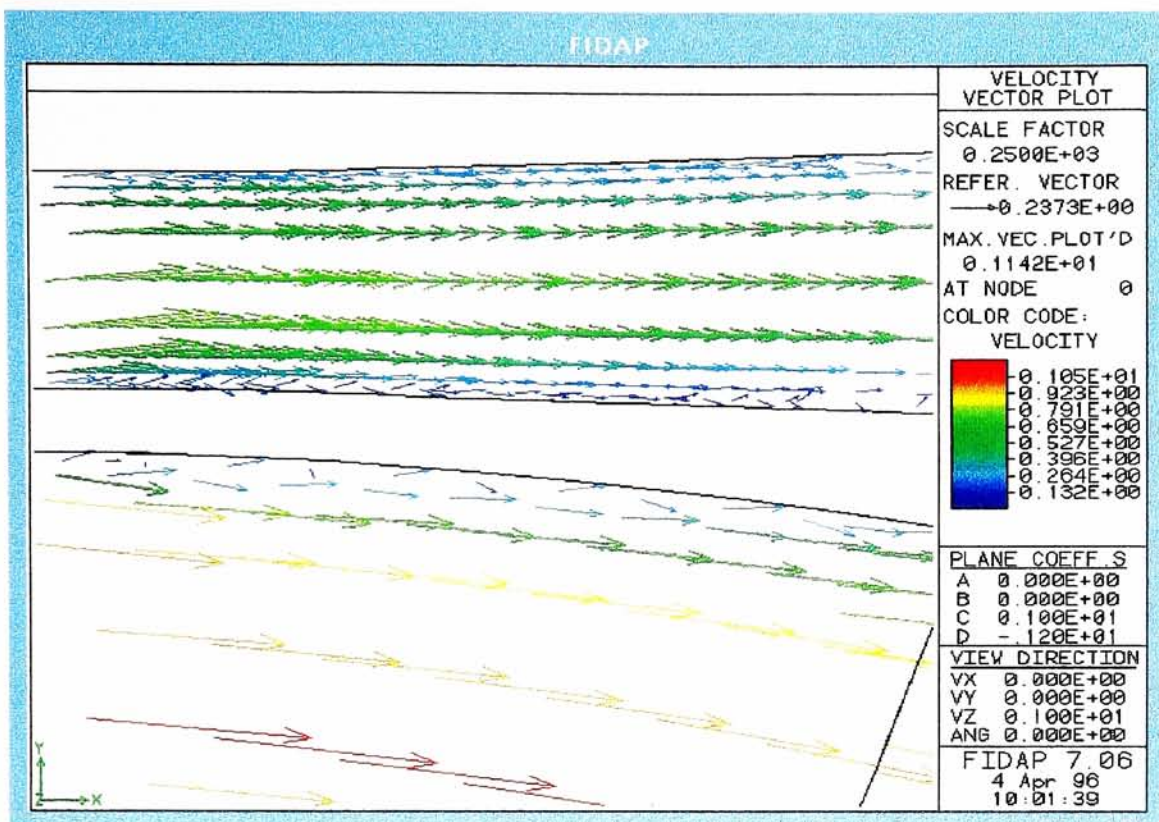 FIDAP
VELOCITY
VECTOR PLOT
SCALE FACTOR
0.2500E+03
REFER. VECTOR
0.2373E+00
MAX.VEC.PLOT'D
0.1142E+01
AT NODE 0
COLOR CODE:
VELOCITY
0.105E+01
0.923E+00
0.791E+00
0.659E+00
0.527E+00
0.396E+00
0.264E+00
0.132E+00
PLANE COEFF.S
A 0.000E+00
B 0.000E+00
C 0.100E+01
D -.120E+01
VIEW DIRECTION
VX 0.000E+00
VY 0.000E+00
VZ 0.100E+01
ANG 0.000E+00
FIDAP 7.06
4 Apr 96
10:01:39
Y
Z X